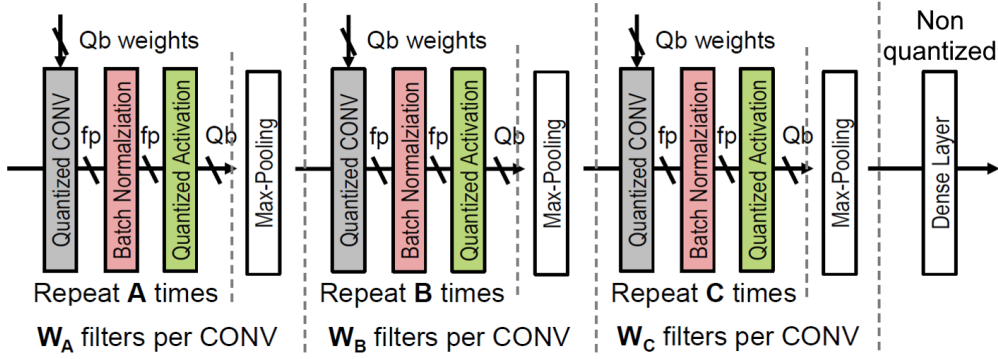 Qb weights
Quantized CONV
fp
Batch Normalziation
fp
Quantized Activation
Qb
Max-Pooling
Repeat A times
W_A filters per CONV
Qb weights
Quantized CONV
fp
Batch Normalziation
fp
Quantized Activation
Qb
Max-Pooling
Repeat B times
W_B filters per CONV
Qb weights
Quantized CONV
fp
Batch Normalziation
fp
Quantized Activation
Qb
Max-Pooling
Repeat C times
W_C filters per CONV
Non
quantized
Dense Layer